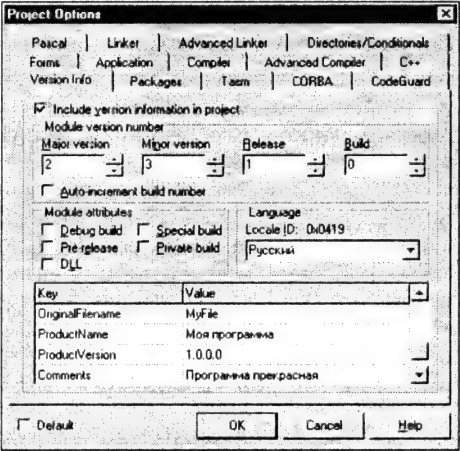 Project Options
Pascal Linker Advanced Linker Directories/Conditionals
Forms Application Compiler Advanced Compiler C++
Version Info Packages Tasm CORBA CodeGuard
Include version information in project
Module version number
Major version Minor version Release Build
2 3 1 0
Auto-increment build number
Module attributes Language
Debug build Special build Locale ID: 0x0419
Pre-release Private build Русский
DLL
Key Value
OriginalFilename MyFile
ProductName Моя программа
ProductVersion 1.0.0.0
Comments Программа прекрасная
Default OK Cancel Help